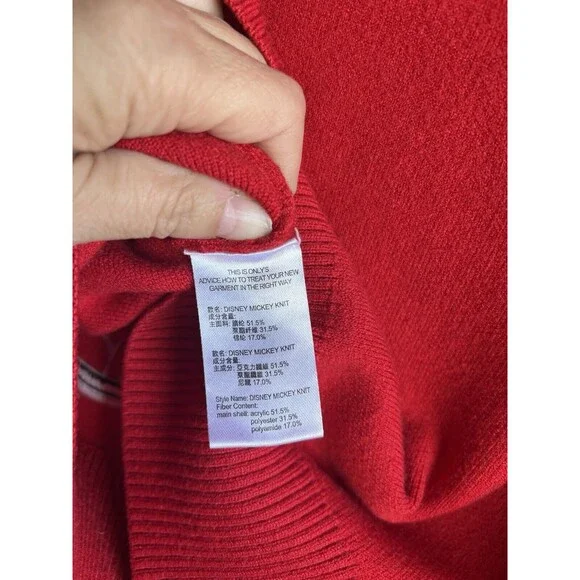 THIS IS ONLY'S
ADVICE HOW TO TREAT YOUR NEW
GARMENT IN THE RIGHT WAY
款名: DISNEY MICKEY KNIT
成分含量:
主面料: 腈纶 51.5%
聚酯纤维 31.5%
锦纶 17.0%
款名: DISNEY MICKEY KNIT
成分含量:
主成分: 亞克力纖維 51.5%
聚酯纖維 31.5%
尼龍 17.0%
Style Name: DISNEY MICKEY KNIT
Fiber Content:
main shell: acrylic 51.5%
polyester 31.5%
polyamide 17.0%